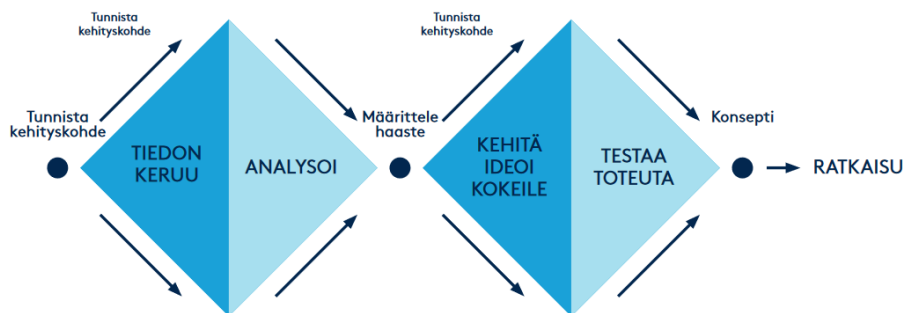 Tunnista
kehityskohde
Tunnista
kehityskohde
Tunnista
kehityskohde
Määrittele
haaste
Konsepti
TIEDON
KERUU
ANALYSOI
KEHITÄ
IDEOI
KOKEILE
TESTAA
TOTEUTA
RATKAISU